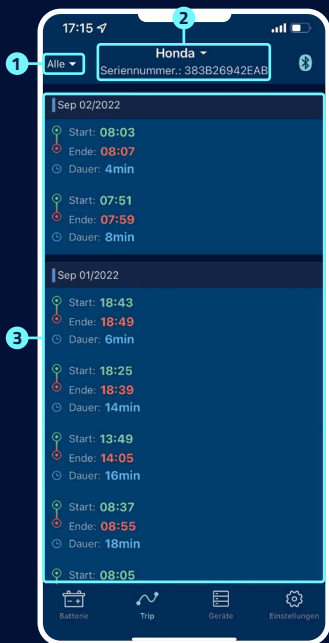 2
17:15
1
Alle
Honda
Seriennummer.: 383B26942EAB
Sep 02/2022
Start: 08:03
Ende: 08:07
Dauer: 4min
Start: 07:51
Ende: 07:59
Dauer: 8min
Sep 01/2022
Start: 18:43
Ende: 18:49
3
Dauer: 6min
Start: 18:25
Ende: 18:39
Dauer: 14min
Start: 13:49
Ende: 14:05
Dauer: 16min
Start: 08:37
Ende: 08:55
Dauer: 18min
Start: 08:05
Batterie
Trip
Geräte
Einstellungen